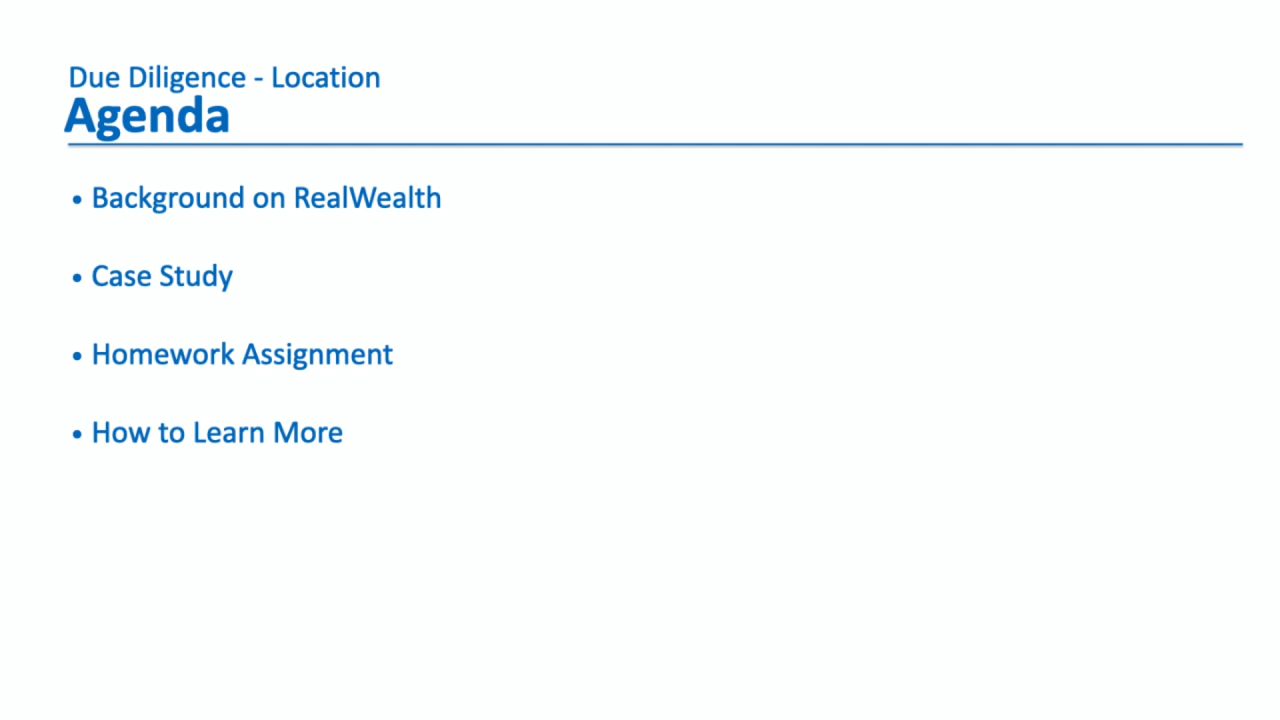 Due Diligence - Location
Agenda
• Background on RealWealth
• Case Study
• Homework Assignment
• How to Learn More